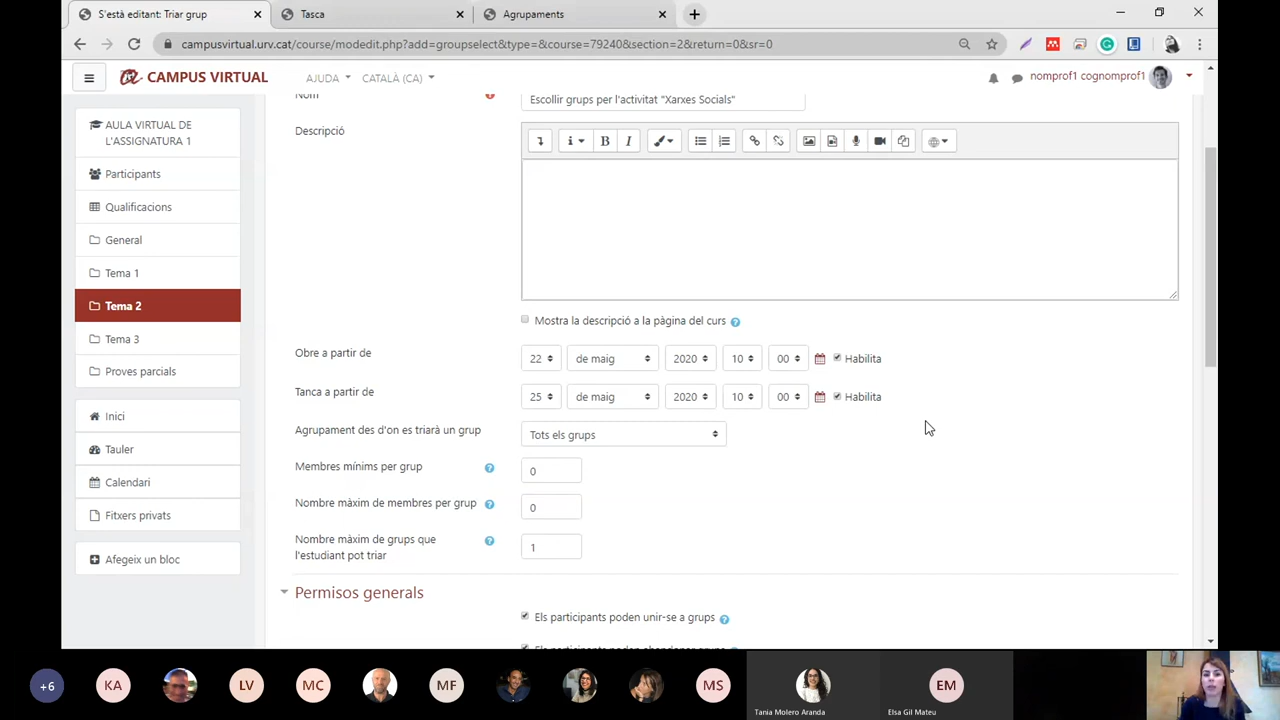 S'està editant: Triar grup
Tasca
Agrupaments
campusvirtual.urv.cat/course/modedit.php?add=groupselect&type=&course=79240&section=2&return=0&sr=0
CAMPUS VIRTUAL
AJUDA
CATALÀ (CA)
nomprof1 cognomprof1
AULA VIRTUAL DE
L'ASSIGNATURA 1
Participants
Qualificacions
General
Tema 1
Tema 2
Tema 3
Proves parcials
Inici
Tauler
Calendari
Fitxers privats
Afegeix un bloc
Nom
Escollir grups per l'activitat "Xarxes Socials"
Descripció
Mostra la descripció a la pàgina del curs
Obre a partir de
22 de maig 2020 10 00 Habilita
Tanca a partir de
25 de maig 2020 10 00 Habilita
Agrupament des d'on es triarà un grup
Tots els grups
Membres mínims per grup
0
Nombre màxim de membres per grup
0
Nombre màxim de grups que
l'estudiant pot triar
1
Permisos generals
Els participants poden unir-se a grups
Els participants poden abandonar grups
+6
KA
LV
MC
MF
MS
Tania Molero Aranda
EM
Elsa Gil Mateu